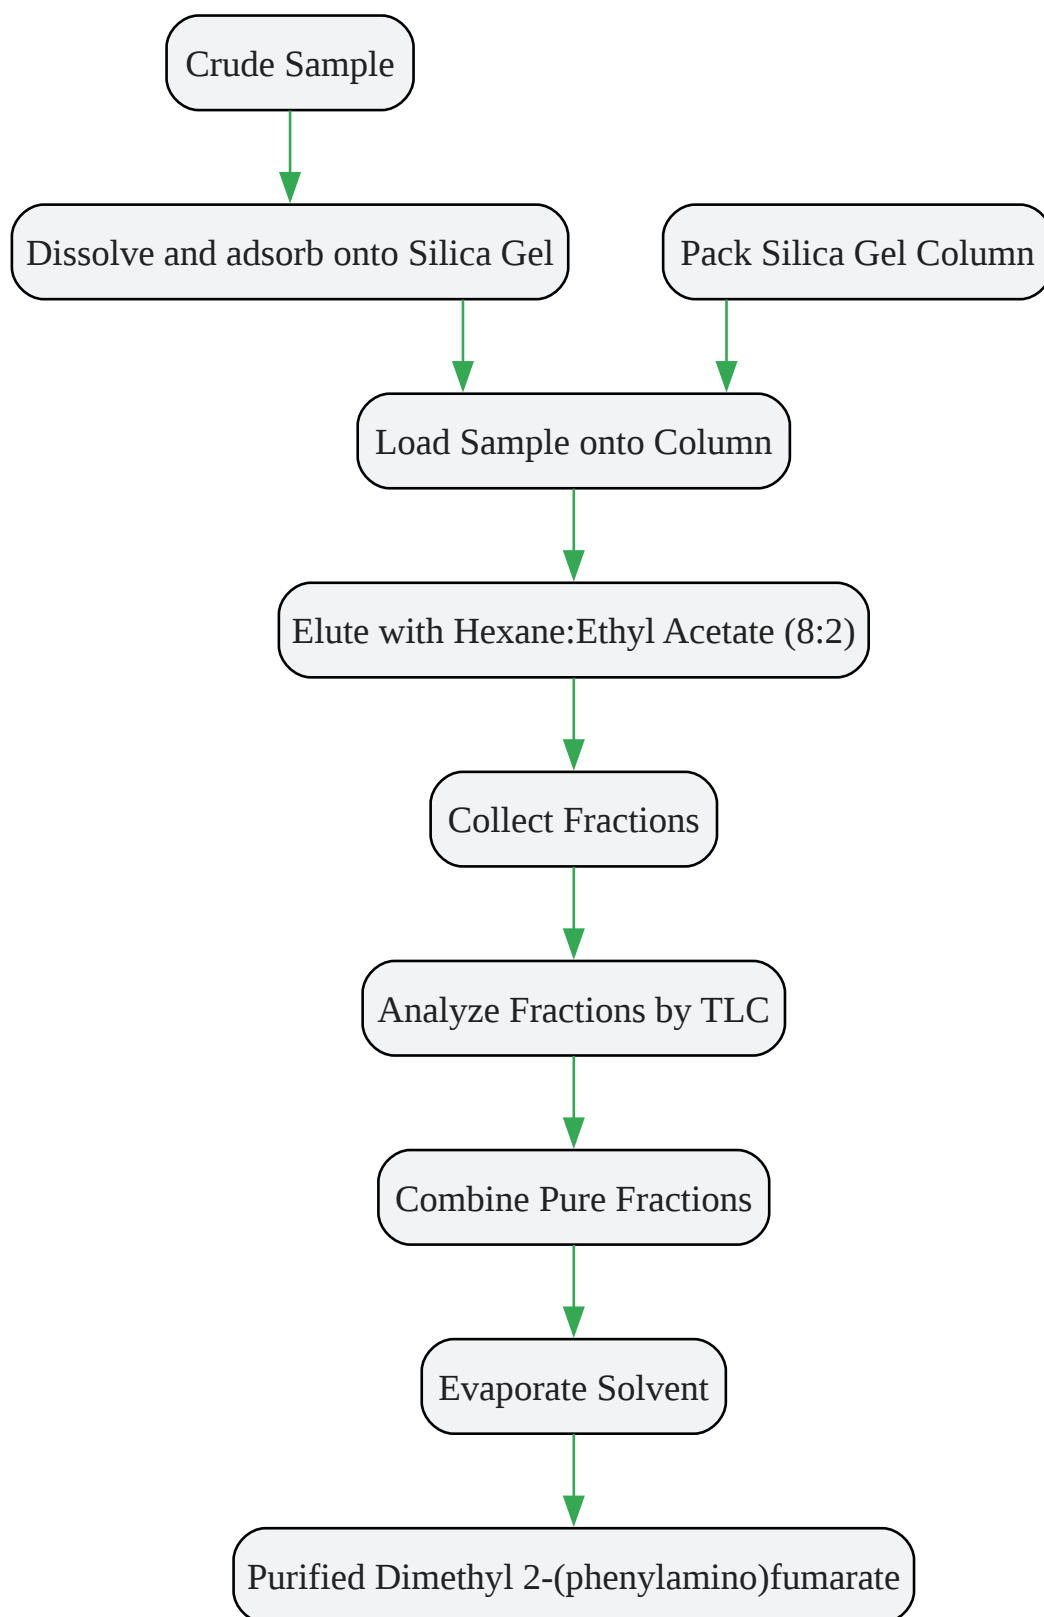 Crude Sample
Dissolve and adsorb onto Silica Gel
Pack Silica Gel Column
Load Sample onto Column
Elute with Hexane:Ethyl Acetate (8:2)
Collect Fractions
Analyze Fractions by TLC
Combine Pure Fractions
Evaporate Solvent
Purified Dimethyl 2-(phenylamino)fumarate